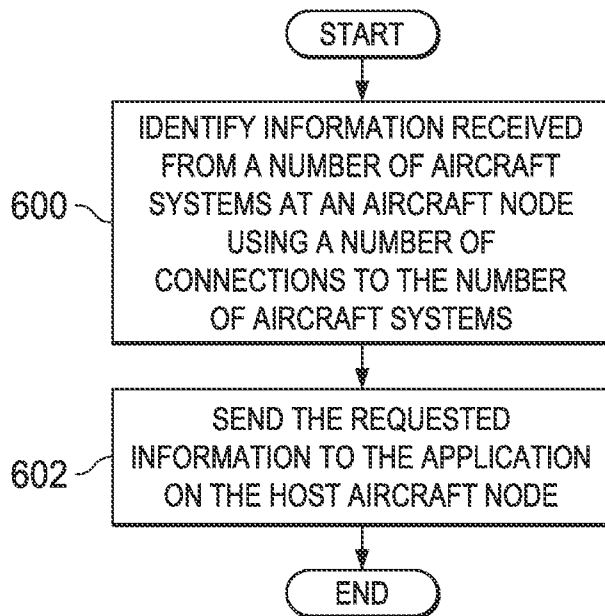 START
IDENTIFY INFORMATION RECEIVED
FROM A NUMBER OF AIRCRAFT
SYSTEMS AT AN AIRCRAFT NODE
USING A NUMBER OF
CONNECTIONS TO THE NUMBER
OF AIRCRAFT SYSTEMS
600
SEND THE REQUESTED
INFORMATION TO THE APPLICATION
ON THE HOST AIRCRAFT NODE
602
END